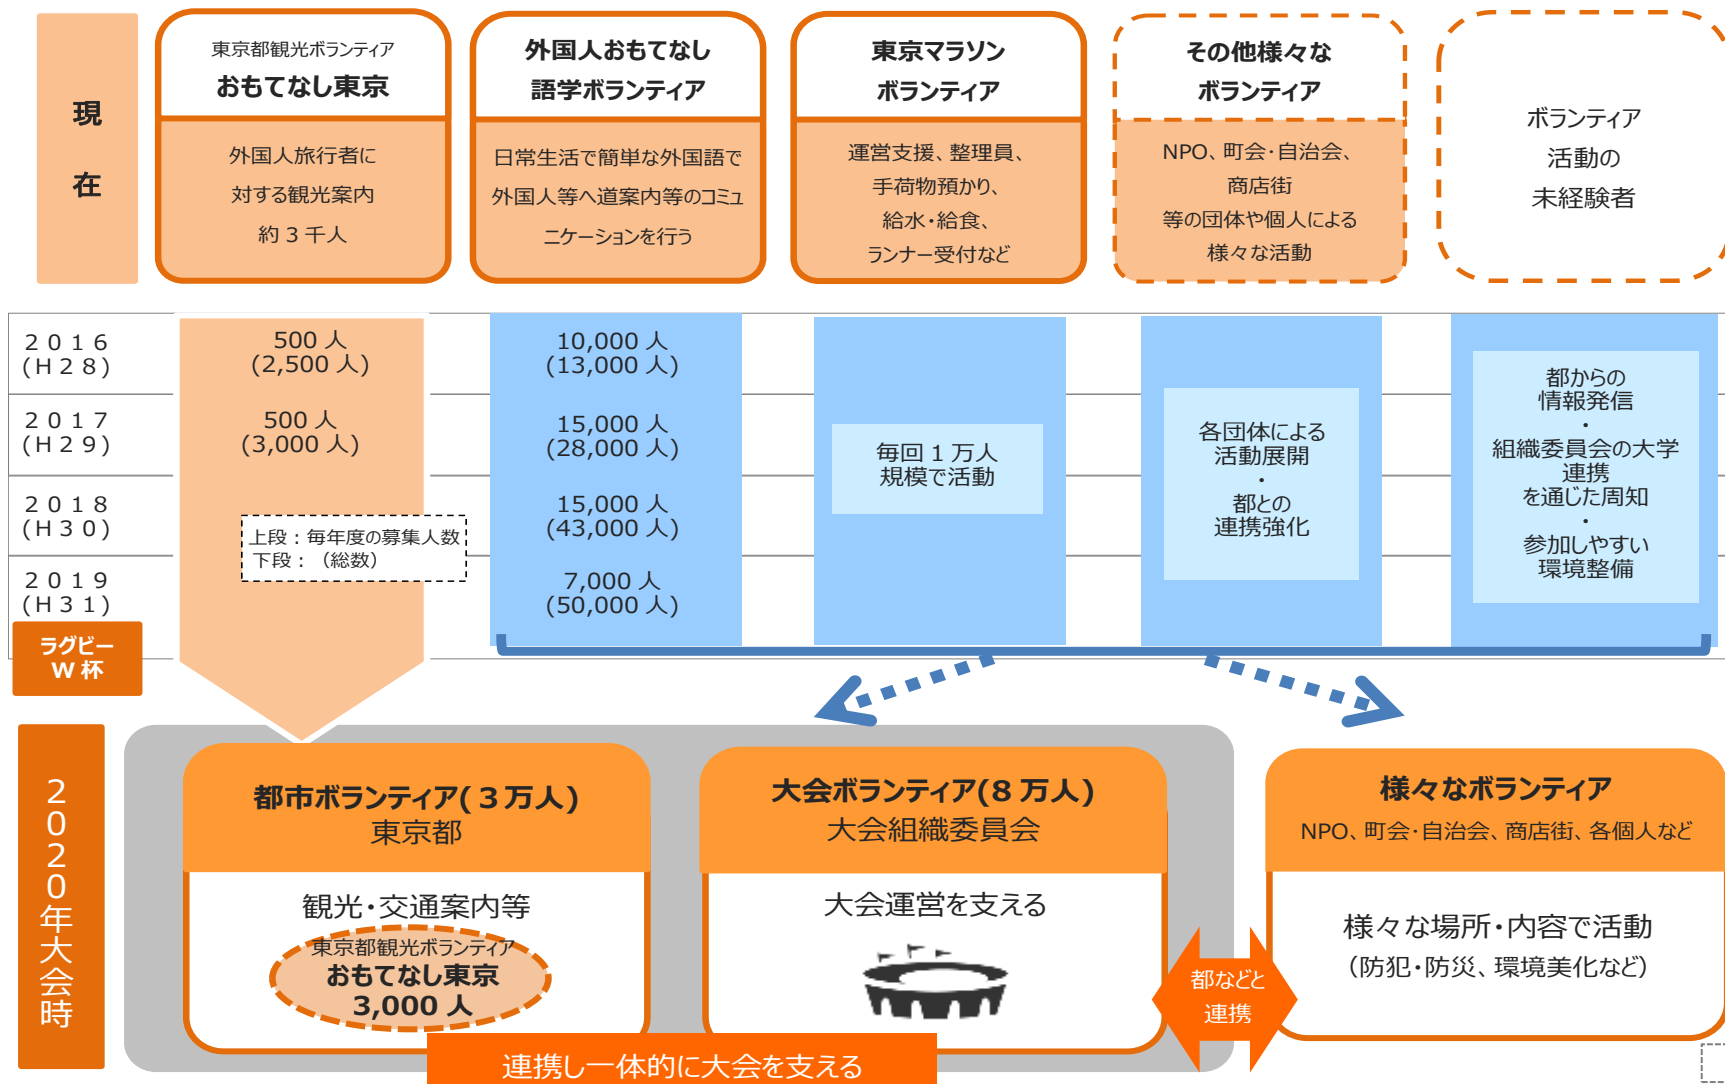 現在
東京都観光ボランティア
おもてなし東京
外国人旅行者に
対する観光案内
約３千人
外国人おもてなし
語学ボランティア
日常生活で簡単な外国語で
外国人等へ道案内等のコミュ
ニケーションを行う
東京マラソン
ボランティア
運営支援、整理員、
手荷物預かり、
給水・給食、
ランナー受付など
その他様々な
ボランティア
NPO、町会・自治会、
商店街
等の団体や個人による
様々な活動
ボランティア
活動の
未経験者
２０１６
(Ｈ２８)
500 人
(2,500 人)
10,000 人
(13,000 人)
２０１７
(Ｈ２９)
500 人
(3,000 人)
15,000 人
(28,000 人)
２０１８
(Ｈ３０)
15,000 人
(43,000 人)
２０１９
(Ｈ３１)
7,000 人
(50,000 人)
上段：毎年度の募集人数
下段：（総数）
毎回１万人
規模で活動
各団体による
活動展開
・
都との
連携強化
都からの
情報発信
・
組織委員会の大学
連携
を通じた周知
・
参加しやすい
環境整備
ラグビー
W 杯
２０２０年大会時
都市ボランティア(３万人)
東京都
観光・交通案内等
東京都観光ボランティア
おもてなし東京
3,000 人
大会ボランティア(８万人)
大会組織委員会
大会運営を支える
様々なボランティア
NPO、町会・自治会、商店街、各個人など
様々な場所・内容で活動
（防犯・防災、環境美化など）
都などと
連携
連携し一体的に大会を支える